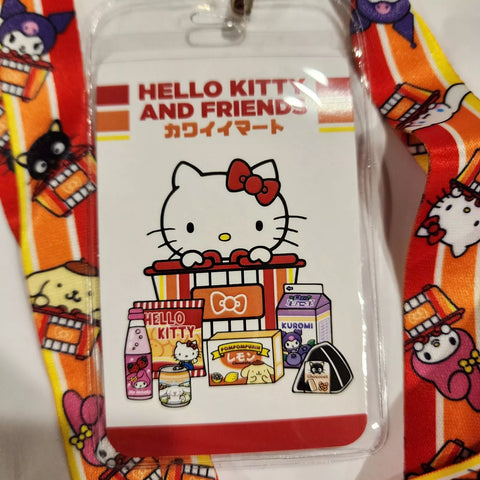 HELLO KITTY
AND FRIENDS
カワイイマート
HELLO
KITTY
KUROMI
POMPOMPURIN
レモン